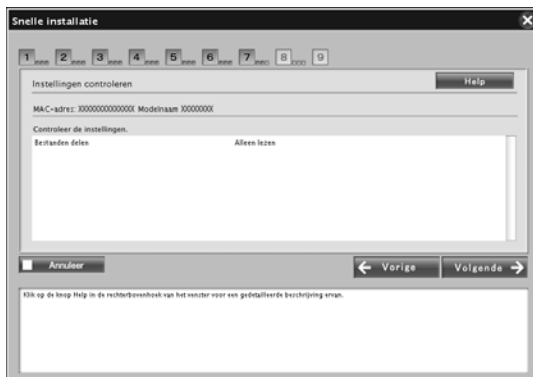 Snelle installatie
1 2 3 4 5 6 7 8 9
Instellingen controleren
Help
MAC-adres: XXXXXXXXXXXXXX Modelnaam XXXXXXXX
Controleer de instellingen.
Bestanden delen Alleen lezen
Annuleer
Vorige
Volgende
Klik op de knop Help in de rechterbovenhoek van het venster voor een gedetailleerde beschrijving ervan.